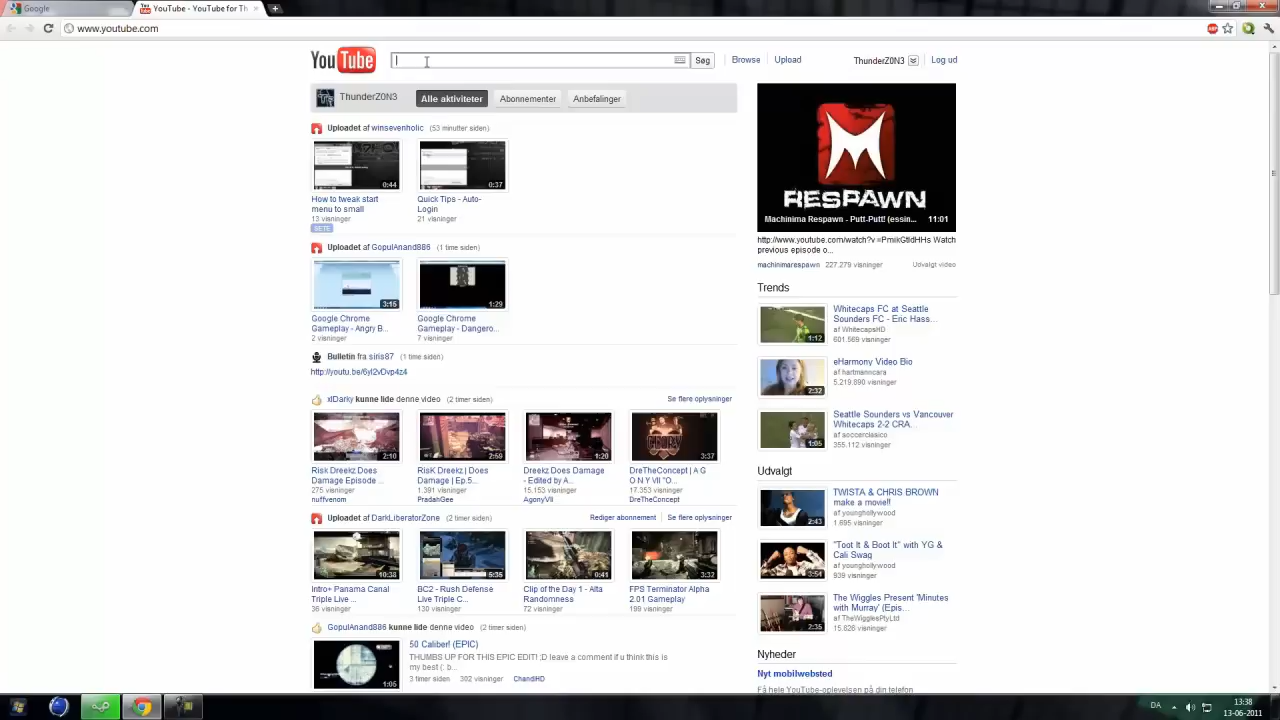 Google
YouTube - YouTube for Th
www.youtube.com
YouTube
Søg
Browse
Upload
ThunderZ0N3
Log ud
ThunderZ0N3
Alle aktiviteter
Abonnementer
Anbefalinger
Uploadet af winsevenholic (53 minutter siden)
0:44
0:37
How to tweak start
menu to small
13 visninger
SETE
Quick Tips - Auto-
Login
21 visninger
Uploadet af GopulAnand886 (1 time siden)
3:15
1:29
Google Chrome
Gameplay - Angry B...
2 visninger
Google Chrome
Gameplay - Dangero...
7 visninger
Bulletin fra siris87 (1 time siden)
http://youtu.be/6yl2vDvp4z4
xIDarky kunne lide denne video (2 timer siden)
Se flere oplysninger
2:10
2:59
1:20
3:37
Risk Dreekz Does
Damage Episode ...
275 visninger
nuffvenom
RisK Dreekz | Does
Damage | Ep.5...
1.391 visninger
PradahGee
Dreekz Does Damage
- Edited by A...
15.153 visninger
AgonyVII
DreTheConcept | A G
O N Y VII "O...
17.353 visninger
DreTheConcept
Uploadet af DarkLiberatorZone (2 timer siden)
Rediger abonnement
Se flere oplysninger
10:38
5:35
0:41
3:32
Intro+ Panama Canal
Triple Live ...
36 visninger
BC2 - Rush Defense
Live Triple C...
130 visninger
Clip of the Day 1 - Alta
Randomness
72 visninger
FPS Terminator Alpha
2.01 Gameplay
199 visninger
GopulAnand886 kunne lide denne video (2 timer siden)
1:05
50 Caliber! (EPIC)
THUMBS UP FOR THIS EPIC EDIT! ;D leave a comment if u think this is
my best (: b...
3 timer siden 302 visninger ChandiHD
RESPAWN
Machinima Respawn - Putt-Putt! (essin... 11:01
http://www.youtube.com/watch?v=PmikGtldHHs Watch
previous episode o...
machinimarespawn 227.279 visninger
Udvalgt video
Trends
1:12
Whitecaps FC at Seattle
Sounders FC - Eric Hass...
af WhitecapsHD
601.569 visninger
2:32
eHarmony Video Bio
af hartmanncara
5.219.890 visninger
1:05
Seattle Sounders vs Vancouver
Whitecaps 2-2 CRA...
af soccerclasico
355.112 visninger
Udvalgt
2:43
TWISTA & CHRIS BROWN
make a movie!!
af younghollywood
1.695 visninger
3:54
"Toot It & Boot It" with YG &
Cali Swag
af younghollywood
939 visninger
2:35
The Wiggles Present 'Minutes
with Murray' (Epis...
af TheWigglesPtyLtd
15.626 visninger
Nyheder
Nyt mobilwebsted
Få hele YouTube-oplevelsen på din telefon
DA
13:38
13-06-2011